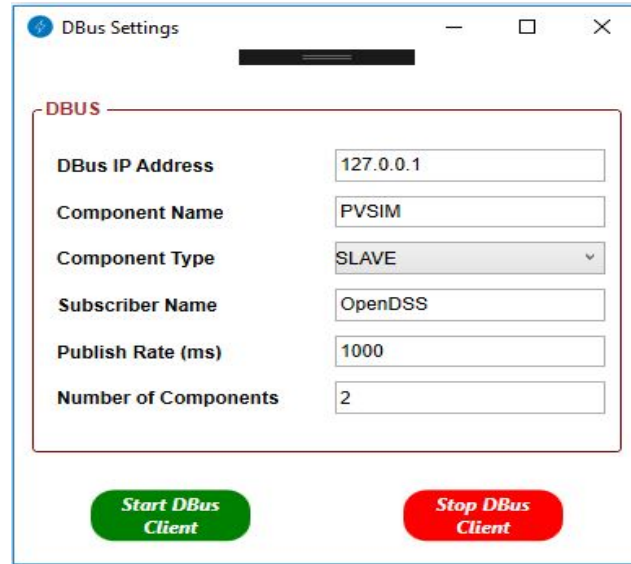 DBus Settings
DBUS
DBus IP Address 127.0.0.1
Component Name PVSIM
Component Type SLAVE
Subscriber Name OpenDSS
Publish Rate (ms) 1000
Number of Components 2
Start DBus
Client
Stop DBus
Client